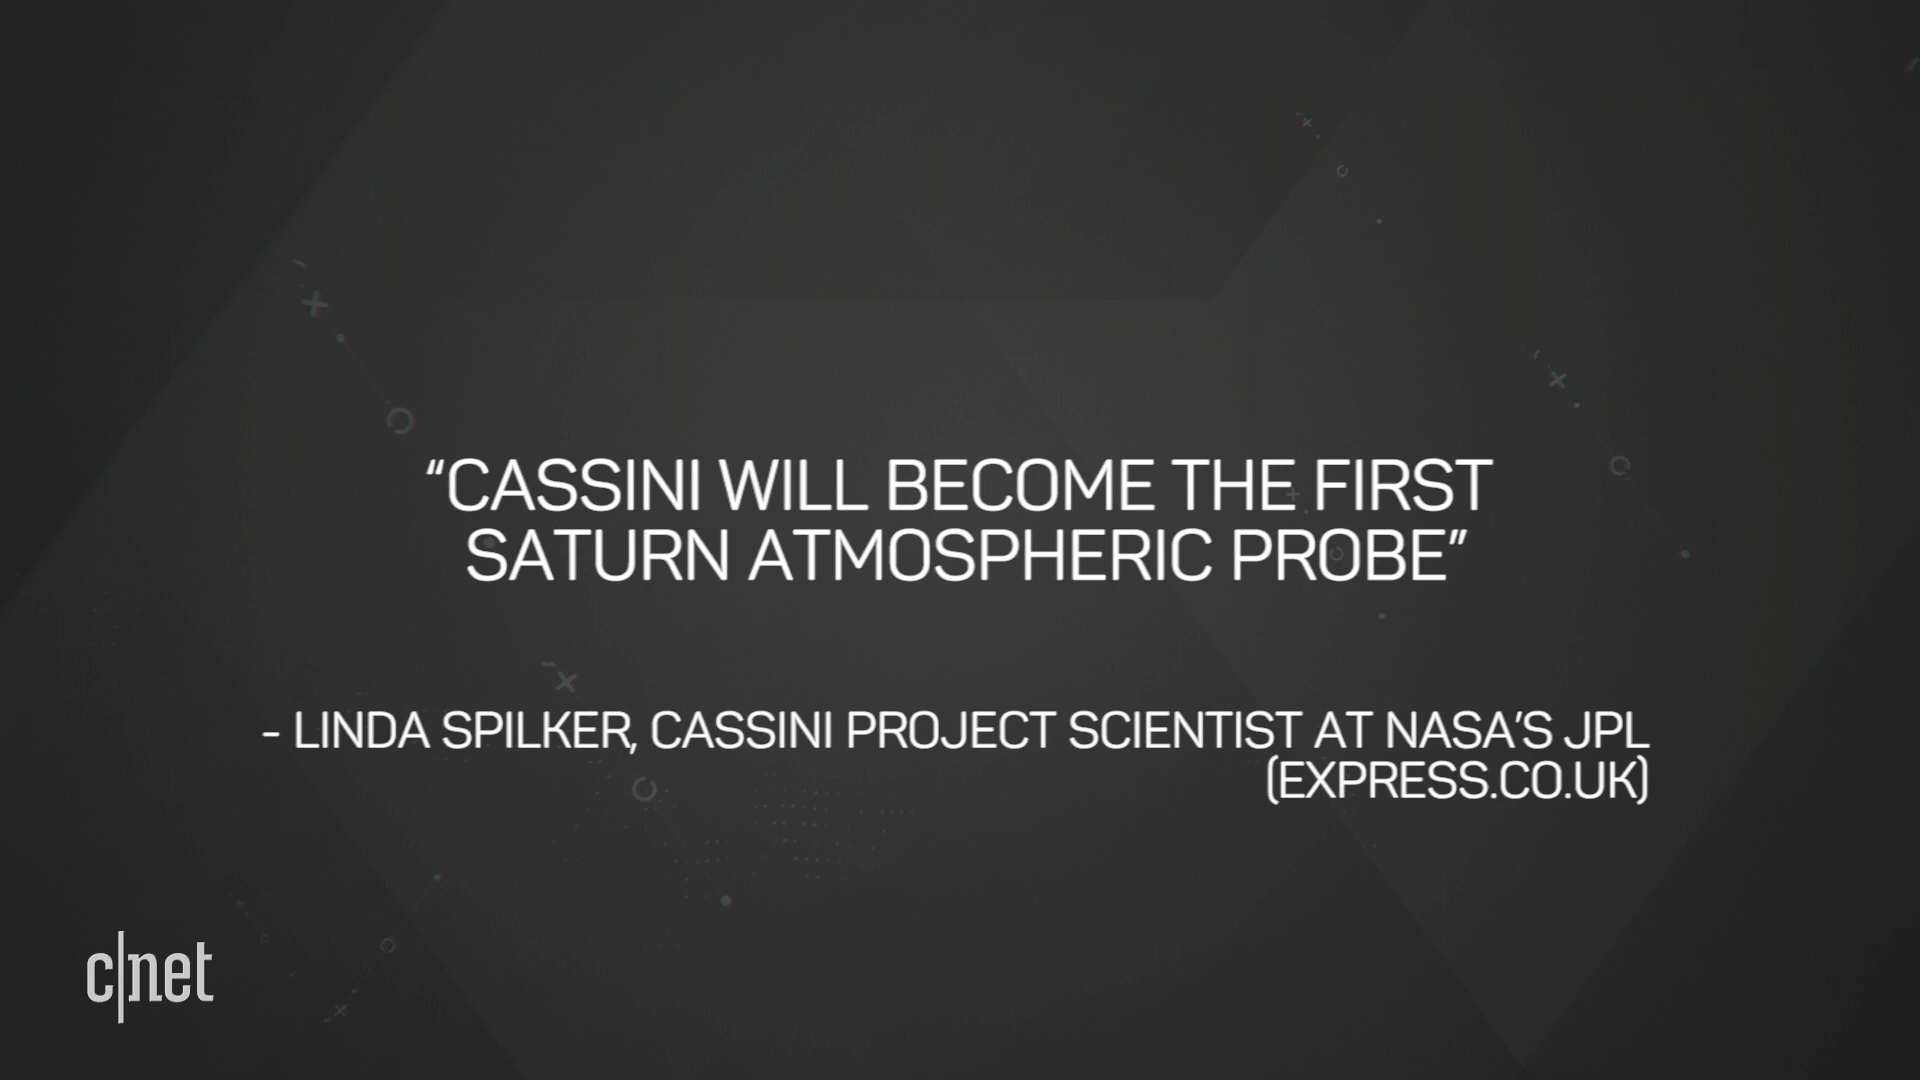 “CASSINI WILL BECOME THE FIRST
SATURN ATMOSPHERIC PROBE”
- LINDA SPILKER, CASSINI PROJECT SCIENTIST AT NASA’S JPL
(EXPRESS.CO.UK)
c|net